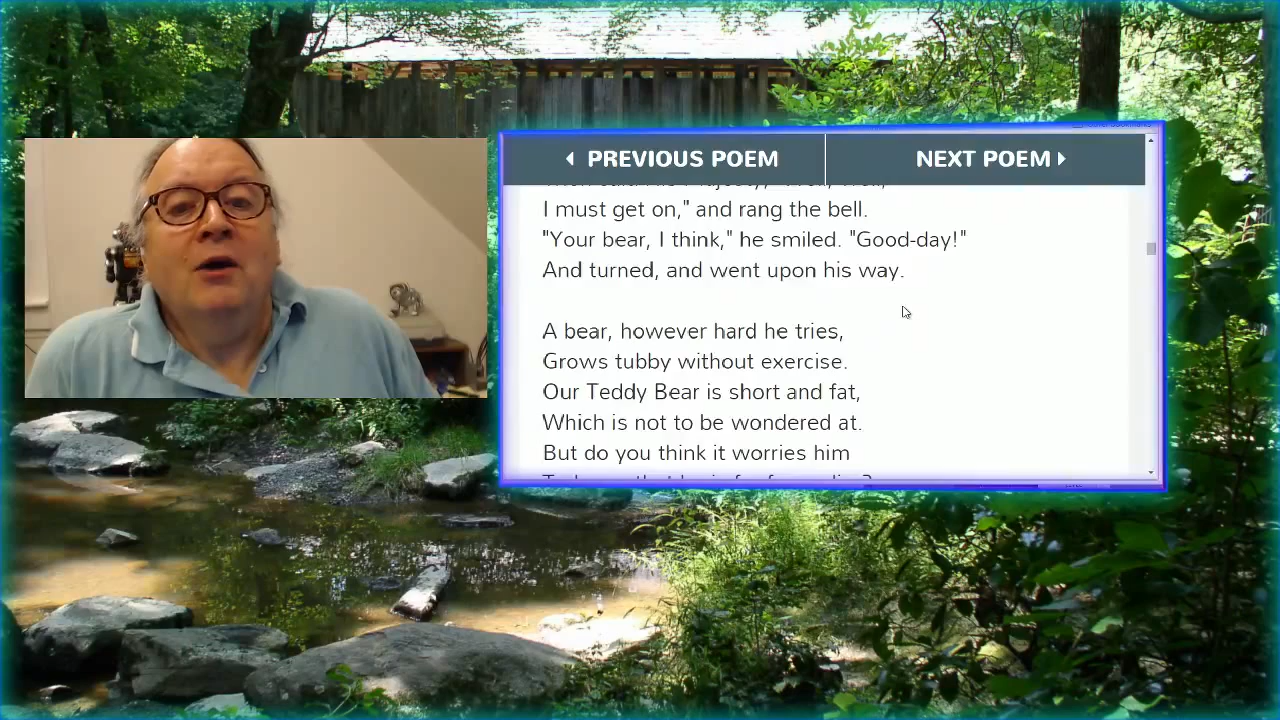 PREVIOUS POEM
NEXT POEM
I must get on," and rang the bell.
"Your bear, I think," he smiled. "Good-day!"
And turned, and went upon his way.
A bear, however hard he tries,
Grows tubby without exercise.
Our Teddy Bear is short and fat,
Which is not to be wondered at.
But do you think it worries him